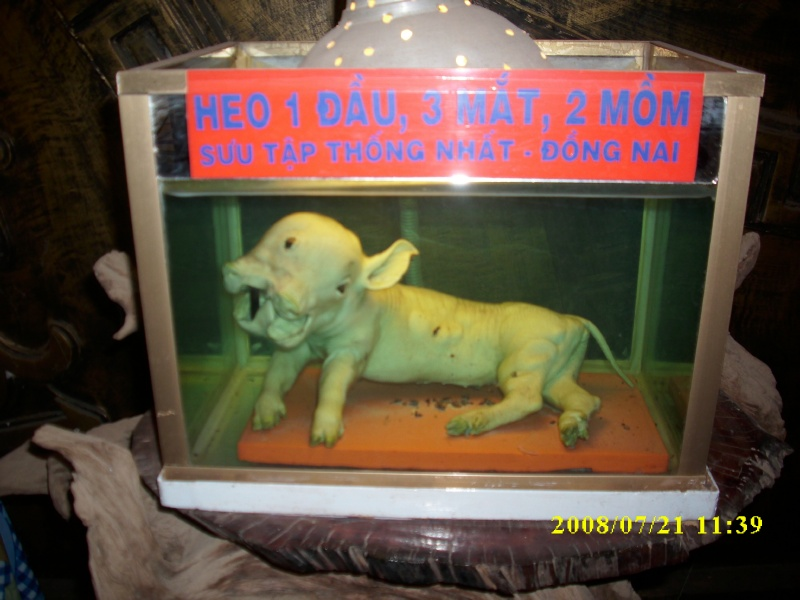 HEO 1 ĐẦU, 3 MẮT, 2 MỒM
SƯU TẬP THỐNG NHẤT - ĐỒNG NAI
2008/07/21 11:39